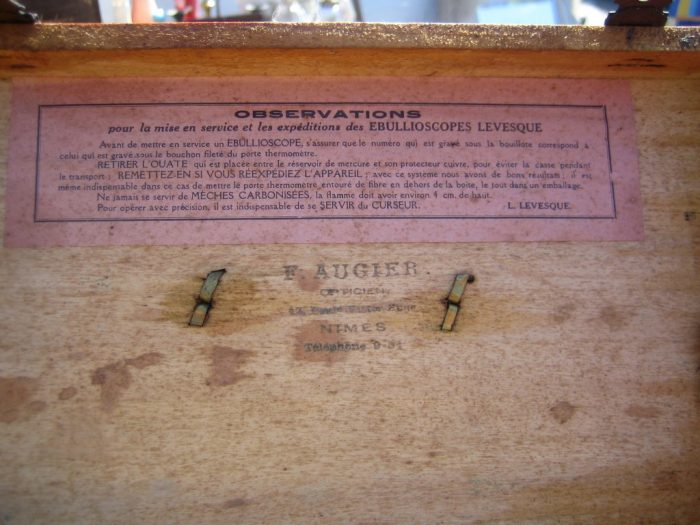 OBSERVATIONS
pour la mise en service et les expéditions des EBULLIOSCOPES LEVESQUE
Avant de mettre en service un EBULLIOSCOPE, s'assurer que le numéro qui est gravé sous la bouillote correspond à
celui qui est gravé sous le bouchon fileté du porte thermomètre.
RETIRER L'OUATE qui est placée entre le réservoir de mercure et son protecteur cuivre, pour éviter la casse pendant
le transport ; REMETTEZ-EN SI VOUS RÉEXPÉDIEZ L'APPAREIL ; avec ce système nous avons de bons résultats ; il est
même indispensable dans ce cas de mettre le porte thermomètre entouré de fibre en dehors de la boîte, le tout dans un emballage.
Ne jamais se servir de MÈCHES CARBONISÉES, la flamme doit avoir environ 1 cm. de haut.
Pour opérer avec précision, il est indispensable de se SERVIR du CURSEUR. L. LEVESQUE.
F. AUGIER
OPTICIEN
NIMES
Téléphone